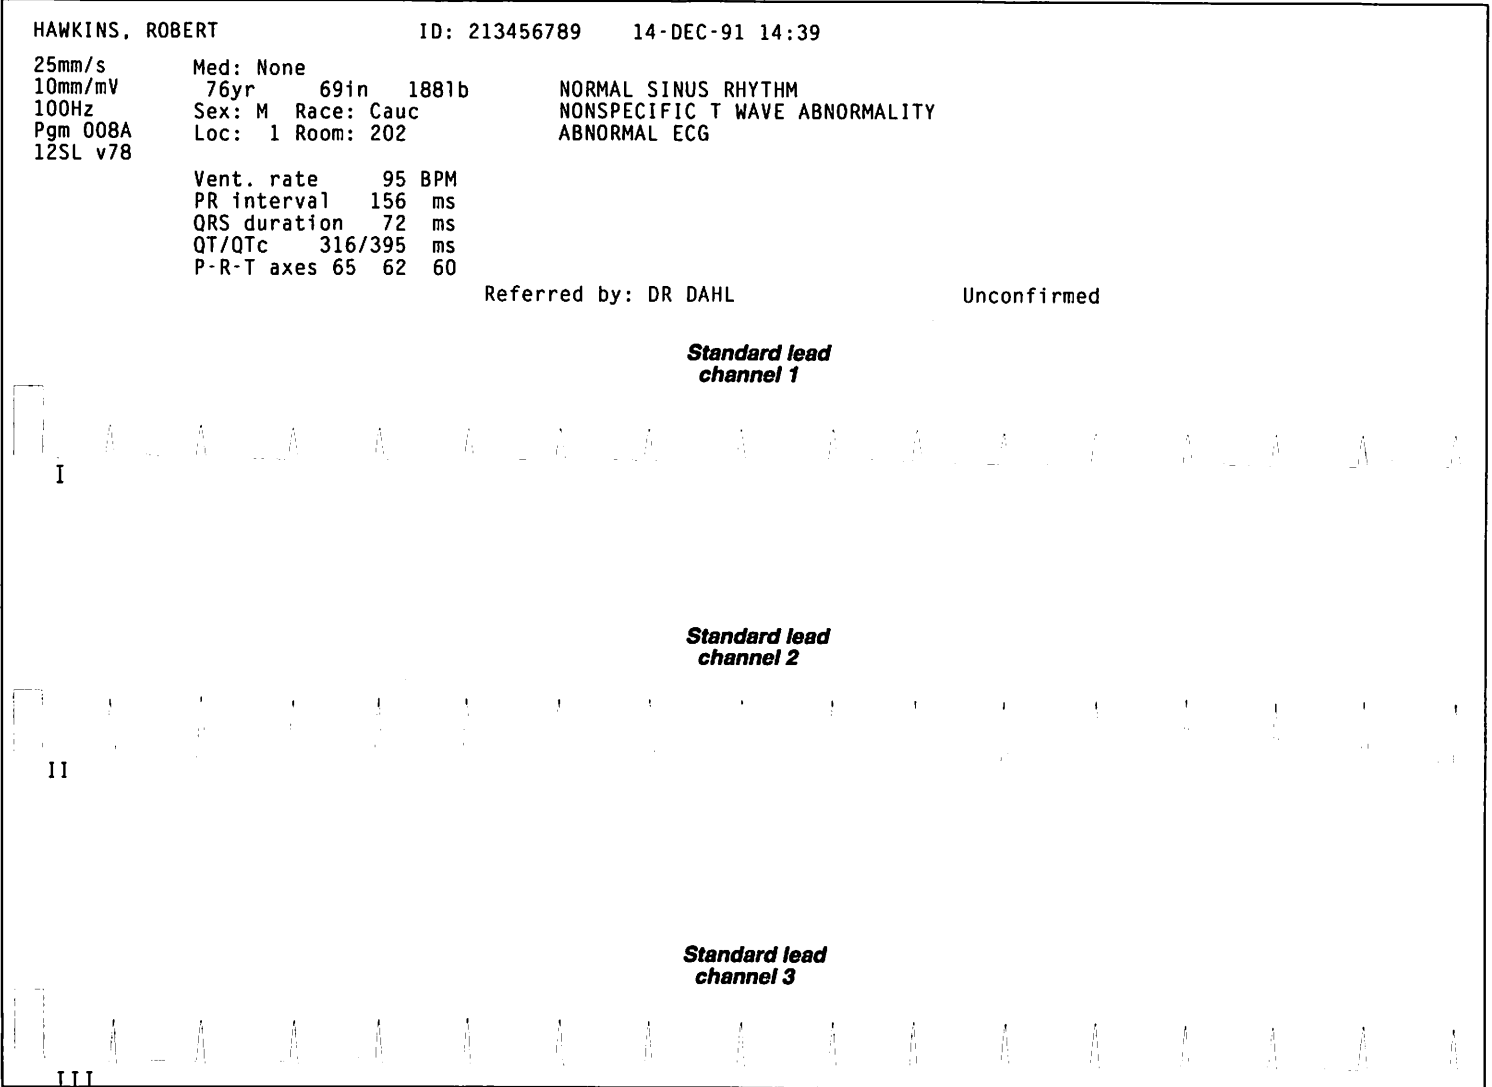 HAWKINS, ROBERT ID: 213456789 14-DEC-91 14:39
25mm/s
10mm/mV
100Hz
Pgm 008A
12SL v78
Med: None
76yr 69in 188lb
Sex: M Race: Cauc
Loc: 1 Room: 202
NORMAL SINUS RHYTHM
NONSPECIFIC T WAVE ABNORMALITY
ABNORMAL ECG
Vent. rate 95 BPM
PR interval 156 ms
QRS duration 72 ms
QT/QTc 316/395 ms
P-R-T axes 65 62 60
Referred by: DR DAHL Unconfirmed
Standard lead
channel 1
I
Standard lead
channel 2
II
Standard lead
channel 3
III